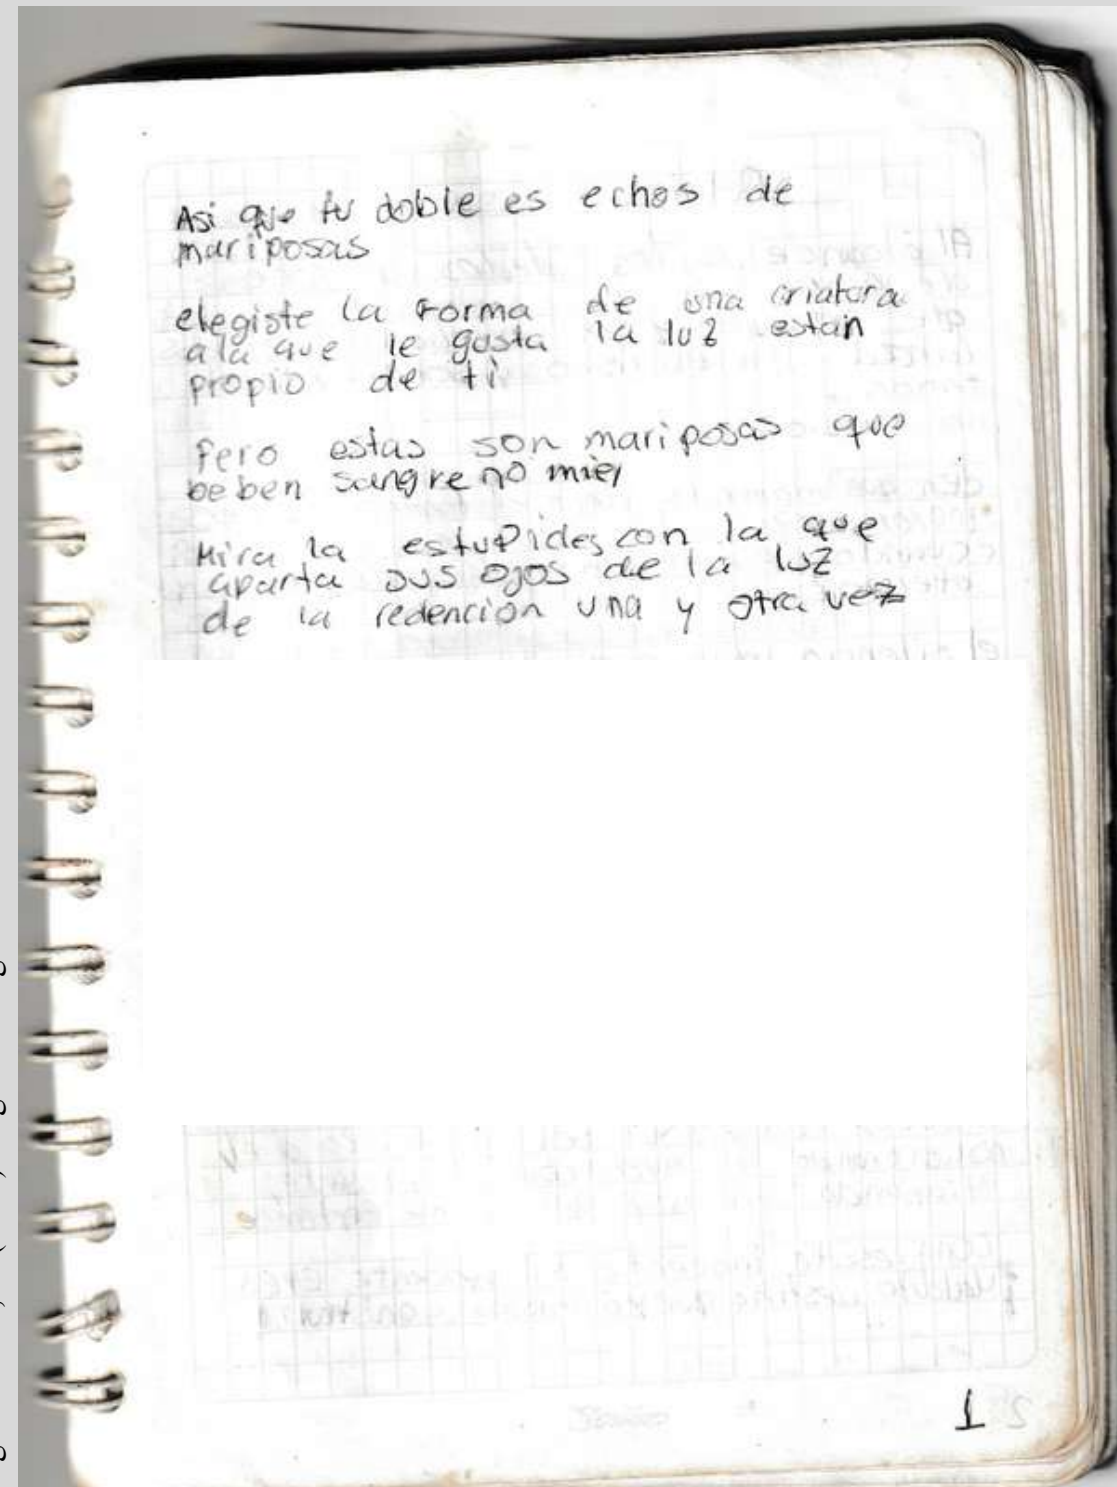 Asi que tu doble es echos de
mariposas
elegiste la forma de una criatura
a la que le gusta la luz estan
propio de ti
Pero estas son mariposas que
beben sangre no miel
Mira la estupides con la que
aparta sus ojos de la luz
de la redención una y otra vez
1